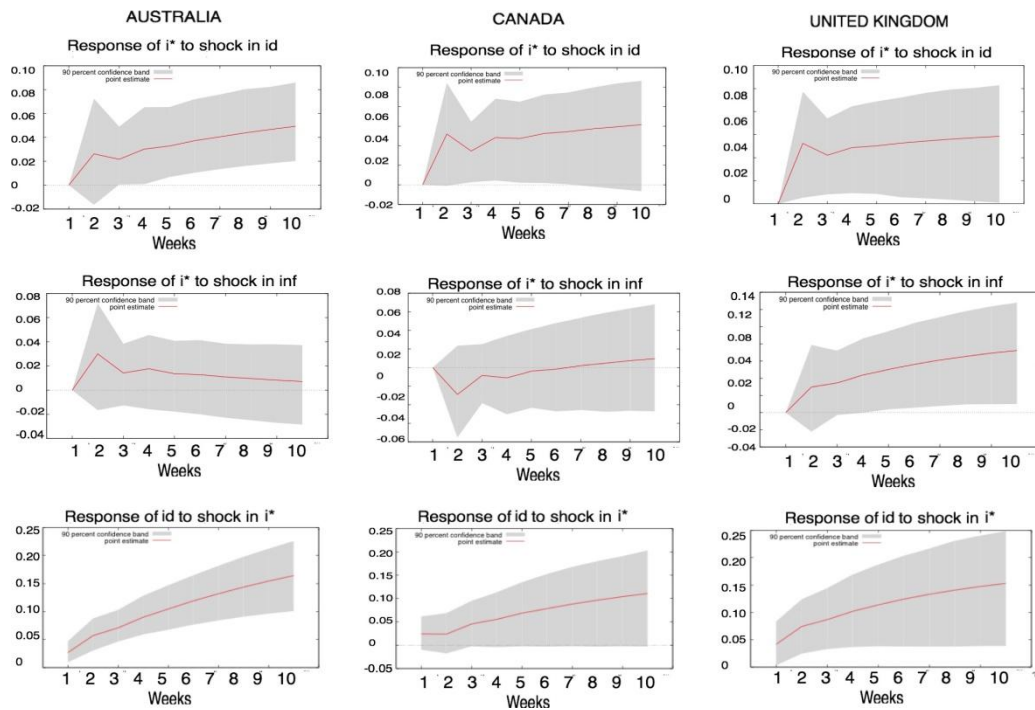 AUSTRALIA
Response of i* to shock in id
90 percent confidence band
point estimate
0.10
0.08
0.06
0.04
0.02
0
-0.02
1 2 3 4 5 6 7 8 9 10
Weeks
Response of i* to shock in inf
90 percent confidence band
point estimate
0.08
0.06
0.04
0.02
0
-0.02
-0.04
1 2 3 4 5 6 7 8 9 10
Weeks
Response of id to shock in i*
90 percent confidence band
point estimate
0.25
0.20
0.15
0.10
0.05
0
1 2 3 4 5 6 7 8 9 10
Weeks
CANADA
Response of i* to shock in id
90 percent confidence band
point estimate
0.10
0.08
0.06
0.04
0.02
0
-0.02
1 2 3 4 5 6 7 8 9 10
Weeks
Response of i* to shock in inf
90 percent confidence band
point estimate
0.08
0.06
0.04
0.02
0
-0.02
0.04
-0.06
1 2 3 4 5 6 7 8 9 10
Weeks
Response of id to shock in i*
90 percent confidence band
point estimate
0.25
0.20
0.15
0.10
0.05
0
-0.05
1 2 3 4 5 6 7 8 9 10
Weeks
UNITED KINGDOM
Response of i* to shock in id
90 percent confidence band
point estimate
0.10
0.08
0.06
0.04
0.02
0
1 2 3 4 5 6 7 8 9 10
Weeks
Response of i* to shock in inf
90 percent confidence band
point estimate
0.14
0.06
0.04
0.02
0
-0.02
-0.04
1 2 3 4 5 6 7 8 9 10
Weeks
Response of id to shock in i*
90 percent confidence band
point estimate
0.25
0.20
0.15
0.10
0.05
0
1 2 3 4 5 6 7 8 9 10
Weeks